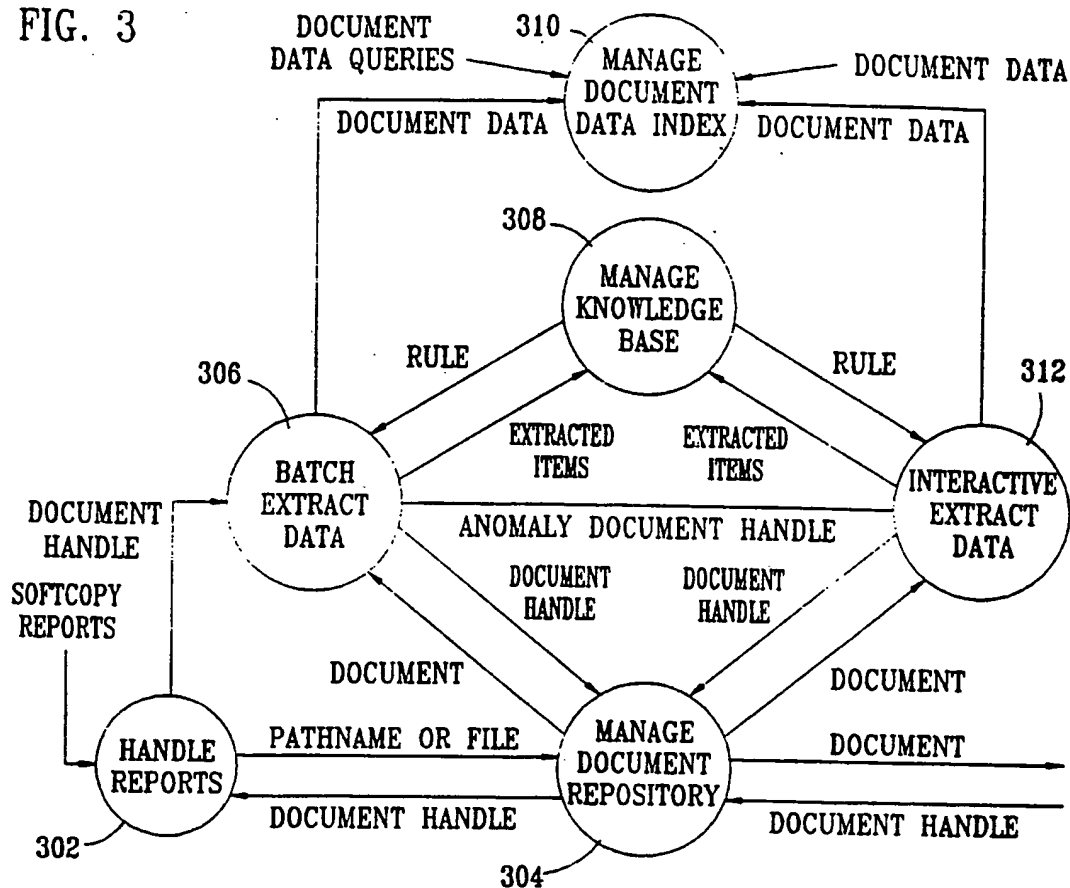 FIG. 3
DOCUMENT
DATA QUERIES
310
MANAGE
DOCUMENT
DATA INDEX
DOCUMENT DATA
DOCUMENT DATA
DOCUMENT DATA
308
MANAGE
KNOWLEDGE
BASE
RULE
RULE
306
312
EXTRACTED
ITEMS
EXTRACTED
ITEMS
BATCH
EXTRACT
DATA
INTERACTIVE
EXTRACT
DATA
DOCUMENT
HANDLE
ANOMALY DOCUMENT HANDLE
SOFTCOPY
REPORTS
DOCUMENT
HANDLE
DOCUMENT
HANDLE
DOCUMENT
DOCUMENT
HANDLE
REPORTS
PATHNAME OR FILE
MANAGE
DOCUMENT
REPOSITORY
DOCUMENT
DOCUMENT HANDLE
DOCUMENT HANDLE
302
304